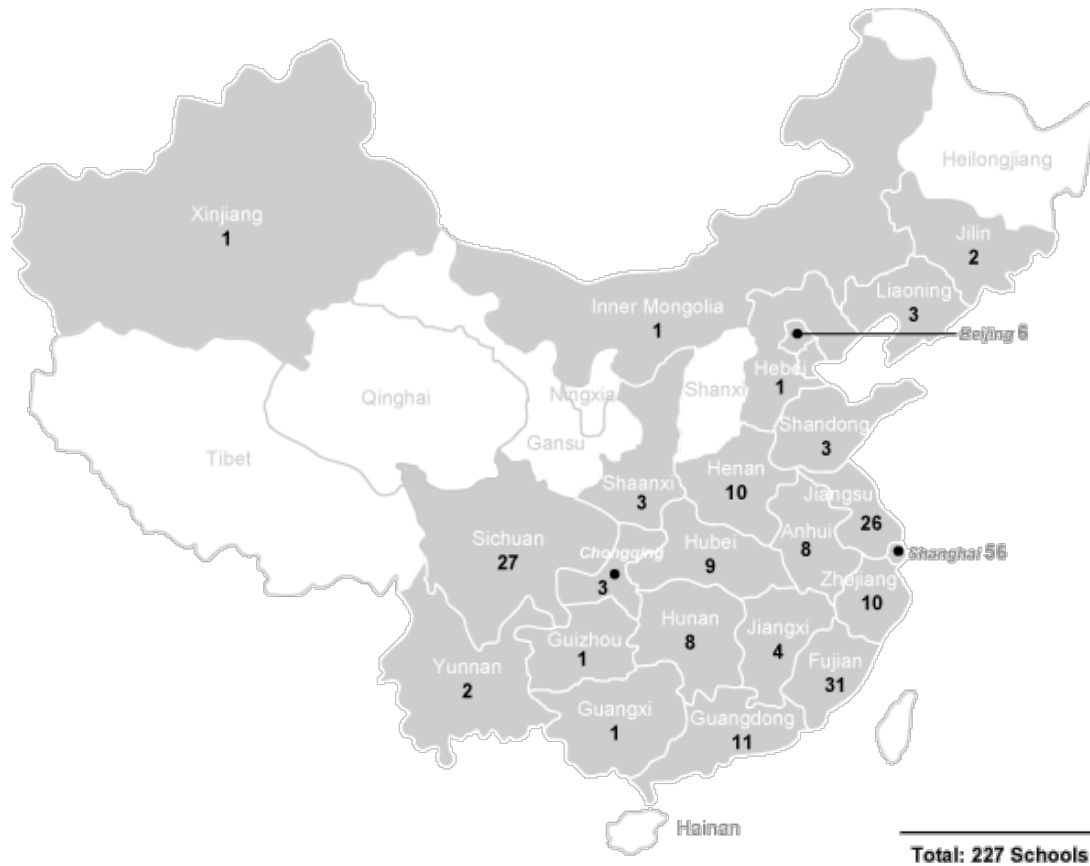 Heilongjiang
Xinjiang
1
Jilin
2
Liaoning
3
Inner Mongolia
1
Beijing 6
Hebei
1
Shanxi
Ningxia
Qinghai
Gansu
Tibet
Shandong
3
Henan
10
Shaanxi
3
Jiangsu
26
Anhui
8
Sichuan
27
Chongqing
3
Hubei
9
Shanghai 56
Zhejiang
10
Hunan
8
Jiangxi
4
Guizhou
1
Fujian
31
Yunnan
2
Guangxi
1
Guangdong
11
Hainan
Total: 227 Schools